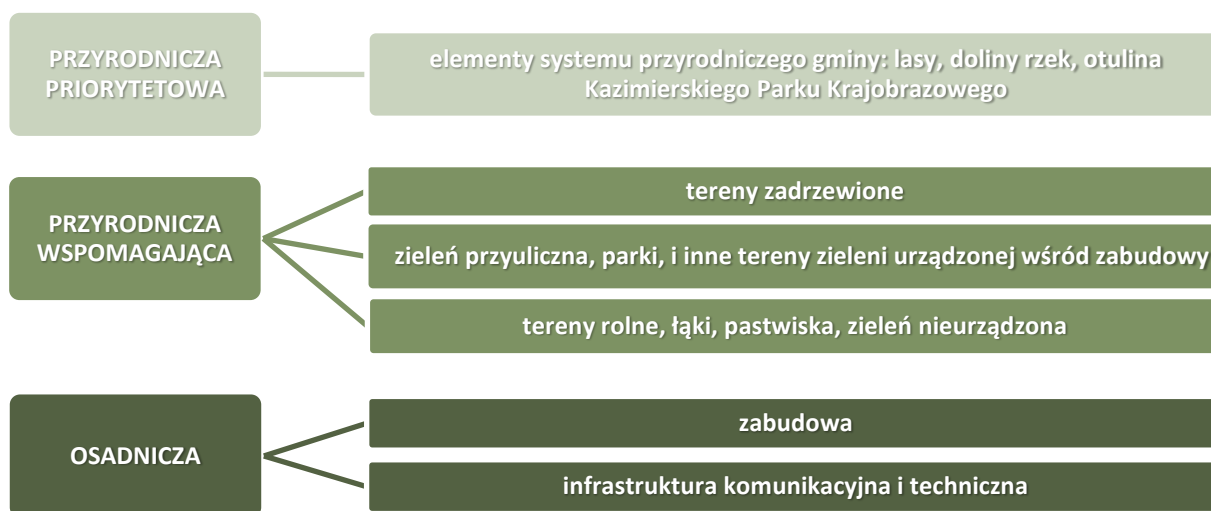 PRZYRODNICZA
PRIORYTETOWA
elementy systemu przyrodniczego gminy: lasy, doliny rzek, otulina
Kazimierskiego Parku Krajobrazowego
PRZYRODNICZA
WSPOMAGAJĄCA
tereny zadrzewione
zieleń przyuliczna, parki, i inne tereny zieleni urządzonej wśród zabudowy
tereny rolne, łąki, pastwiska, zieleń nieurządzona
OSADNICZA
zabudowa
infrastruktura komunikacyjna i techniczna